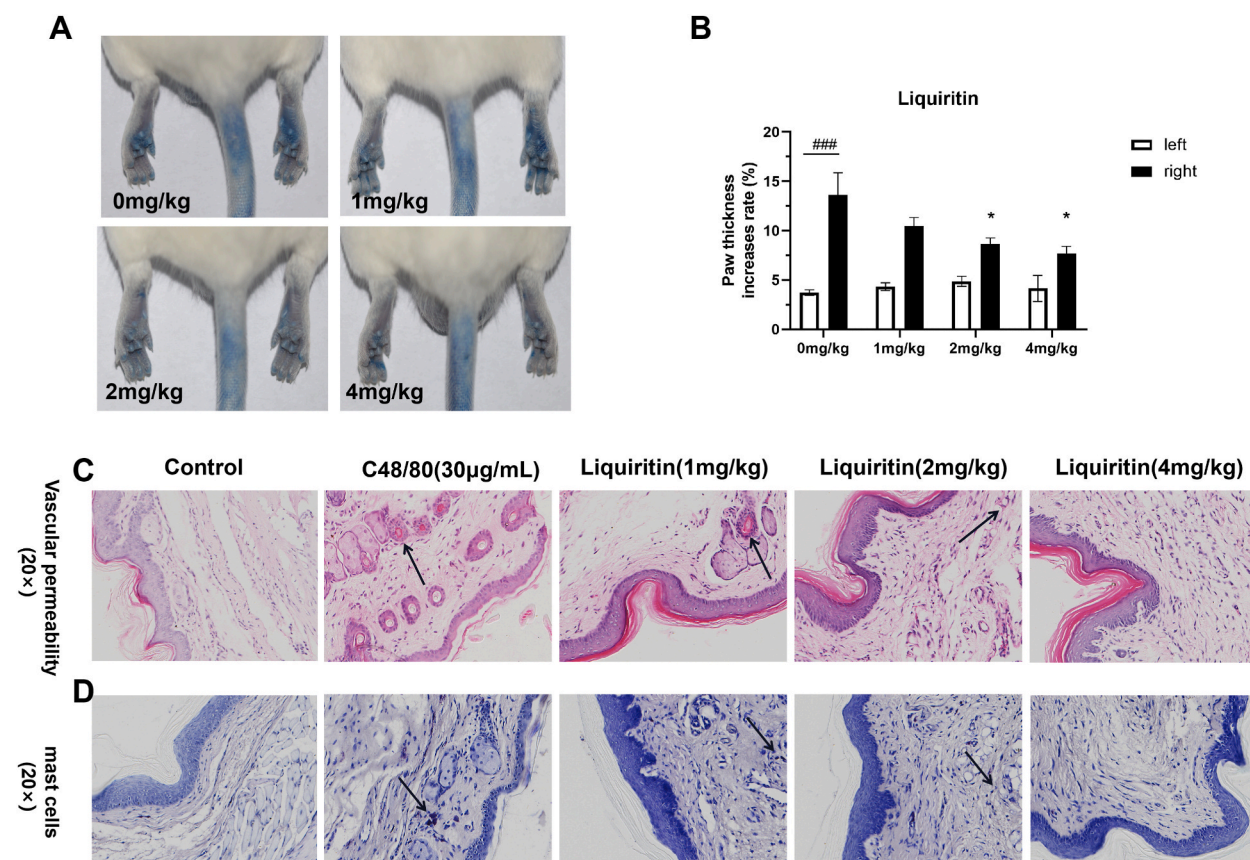 A
0mg/kg
1mg/kg
2mg/kg
4mg/kg
B
Liquiritin
Paw thickness
increases rate (%)
20
15
10
5
0
###
*
*
0mg/kg
1mg/kg
2mg/kg
4mg/kg
left
right
C
Control
C48/80(30μg/mL)
Liquiritin(1mg/kg)
Liquiritin(2mg/kg)
Liquiritin(4mg/kg)
Vascular permeability
(20×)
D
mast cells
(20×)